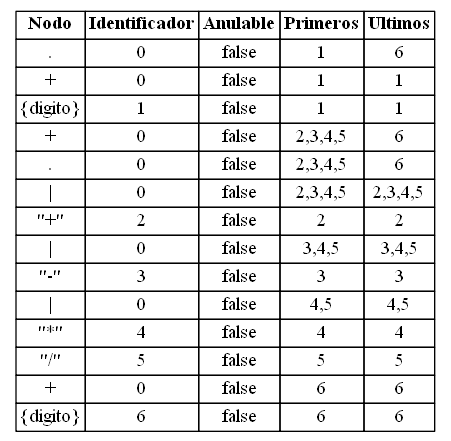 Nodo Identificador Anulable Primeros Ultimos
. 0 false 1 6
+ 0 false 1 1
{digito} 1 false 1 1
+ 0 false 2,3,4,5 6
. 0 false 2,3,4,5 6
| 0 false 2,3,4,5 2,3,4,5
"+" 2 false 2 2
| 0 false 3,4,5 3,4,5
"-" 3 false 3 3
| 0 false 4,5 4,5
"*" 4 false 4 4
"/" 5 false 5 5
+ 0 false 6 6
{digito} 6 false 6 6